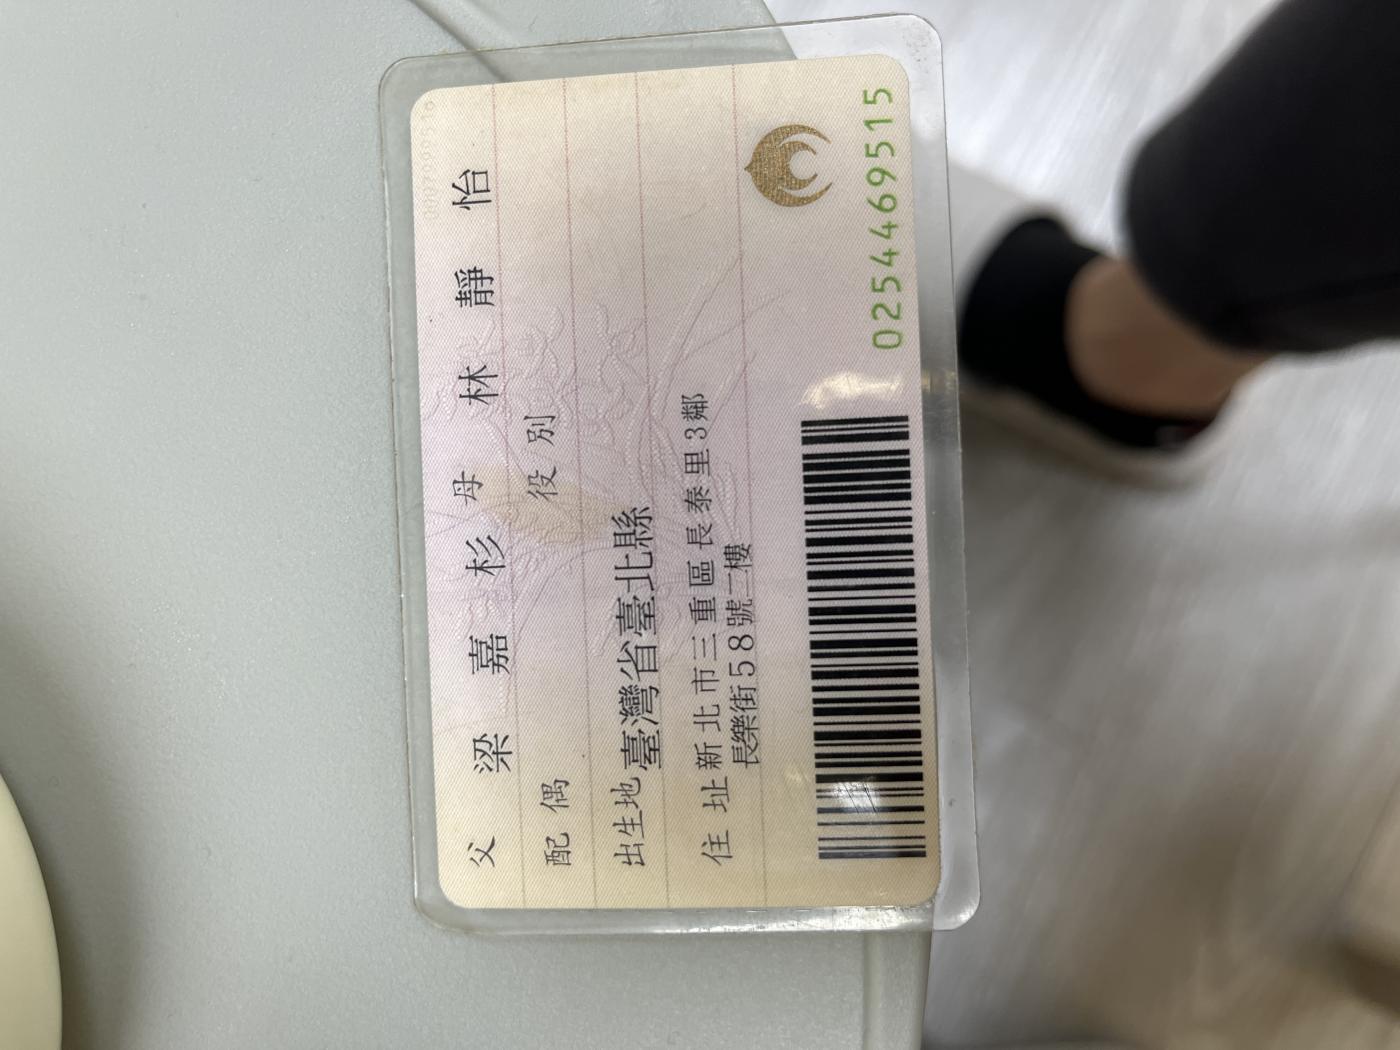 父 梁嘉杉 母 林靜怡
配偶 役別
出生地 臺灣省臺北縣
住址 新北市三重區長泰里3鄰
長樂街58號二樓
0254469515